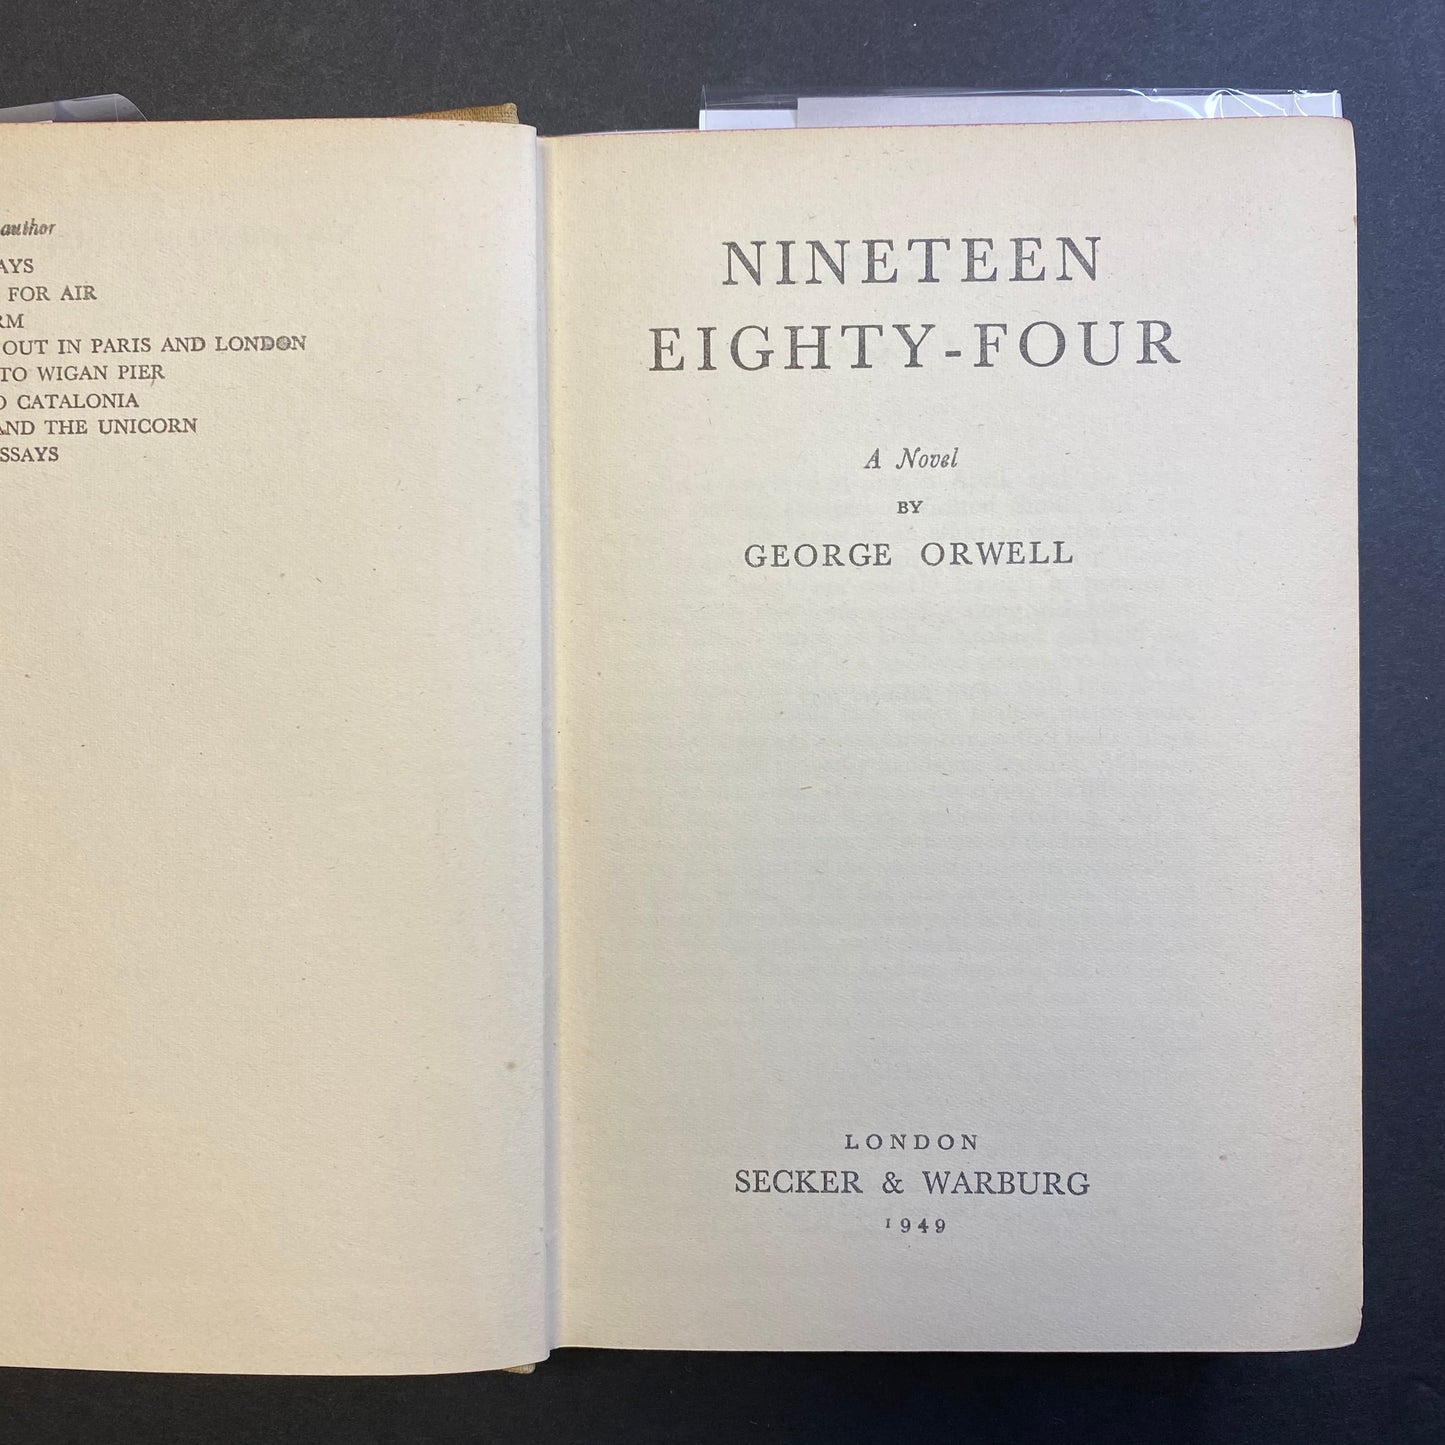 author
AYS
FOR AIR
RM
OUT IN PARIS AND LONDON
TO WIGAN PIER
O CATALONIA
AND THE UNICORN
SSAYS
NINETEEN
EIGHTY-FOUR
A Novel
BY
GEORGE ORWELL
LONDON
SECKER & WARBURG
1949